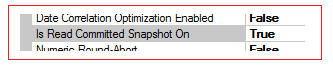 Date Correlation Optimization Enabled False
Is Read Committed Snapshot On True
Numeric Round-Abort False